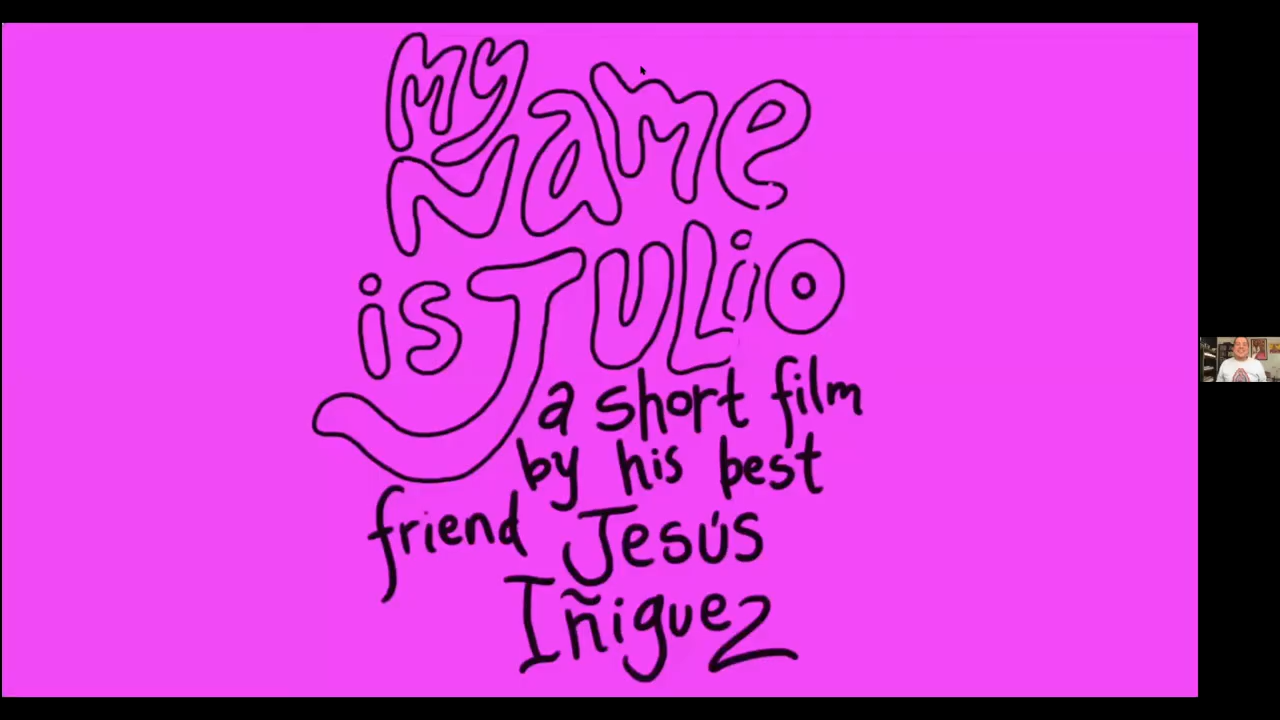 my
Name
is JULiO
a short film
by his best
friend Jesús
Iñiguez